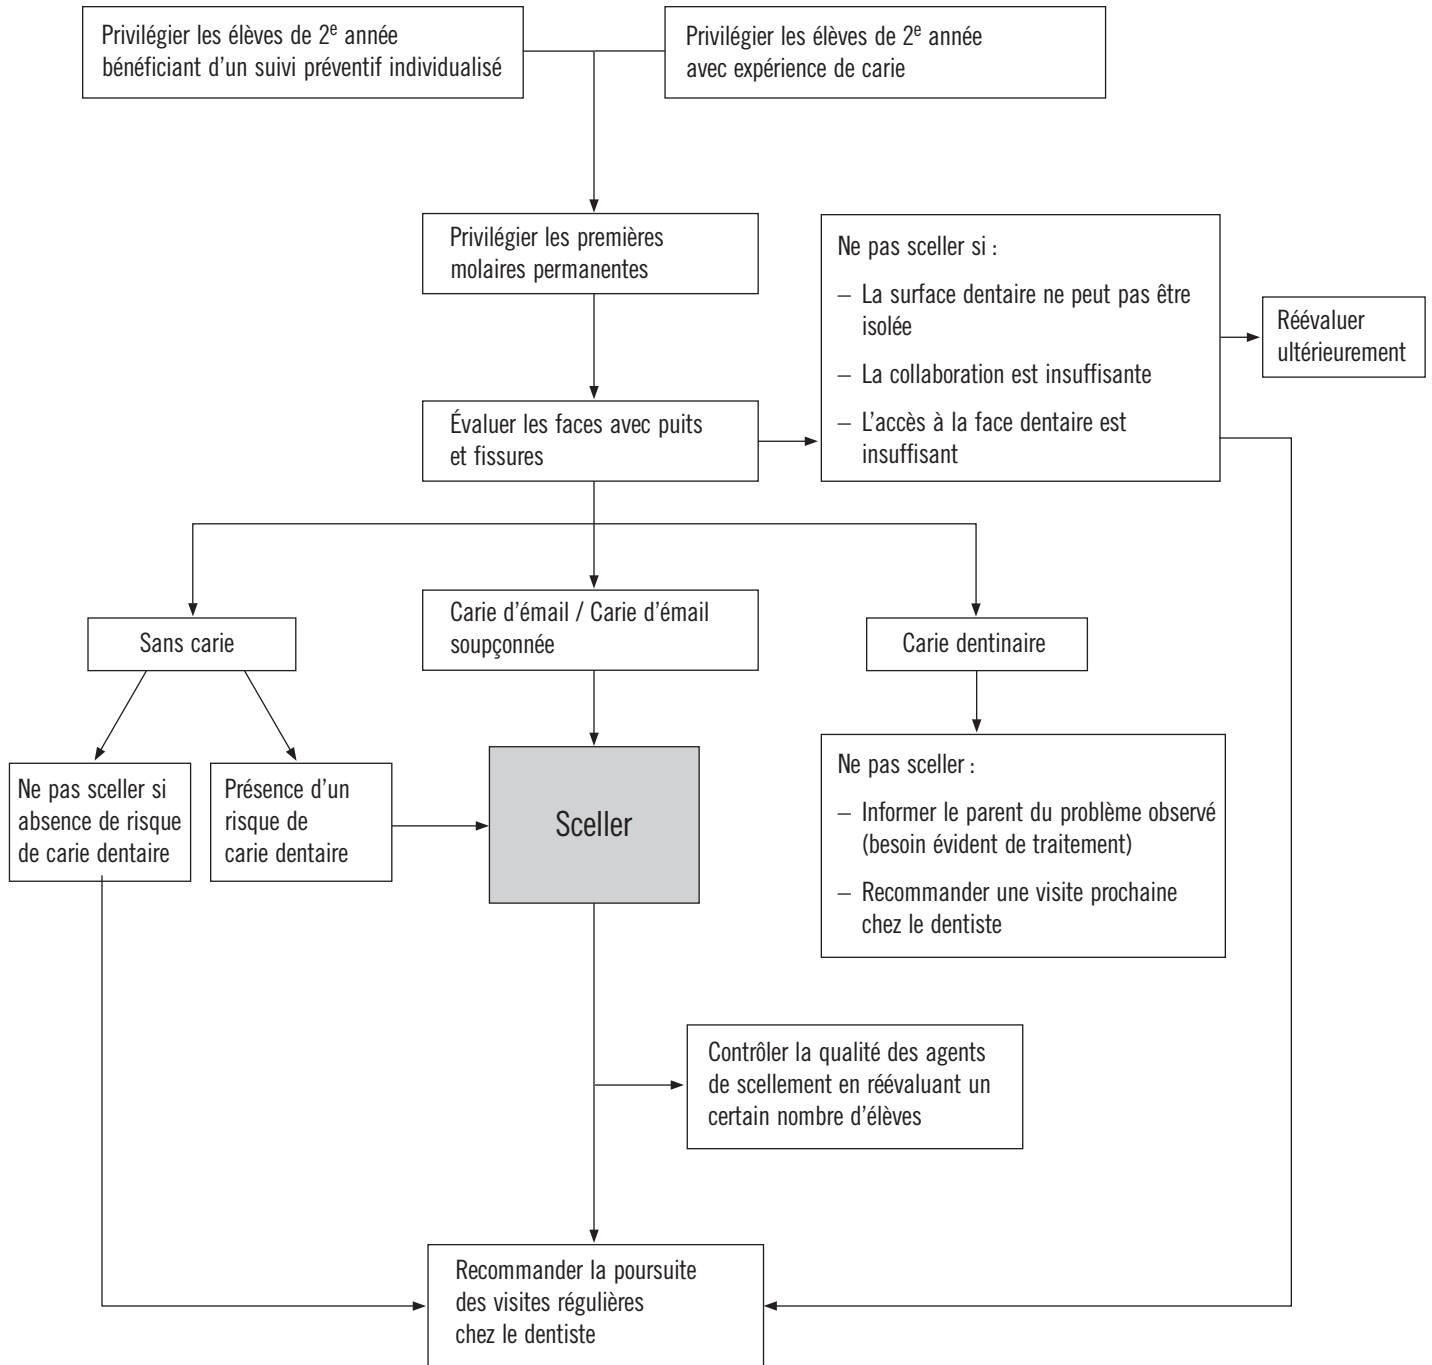 Privilégier les élèves de 2e année
bénéficiant d'un suivi préventif individualisé
Privilégier les élèves de 2e année
avec expérience de carie
Privilégier les premières
molaires permanentes
Ne pas sceller si :
– La surface dentaire ne peut pas être
isolée
– La collaboration est insuffisante
– L'accès à la face dentaire est
insuffisant
Réévaluer
ultérieurement
Évaluer les faces avec puits
et fissures
Sans carie
Carie d'émail / Carie d'émail
soupçonnée
Carie dentinaire
Ne pas sceller si
absence de risque
de carie dentaire
Présence d'un
risque de
carie dentaire
Sceller
Ne pas sceller :
– Informer le parent du problème observé
(besoin évident de traitement)
– Recommander une visite prochaine
chez le dentiste
Contrôler la qualité des agents
de scellement en réévaluant un
certain nombre d'élèves
Recommander la poursuite
des visites régulières
chez le dentiste